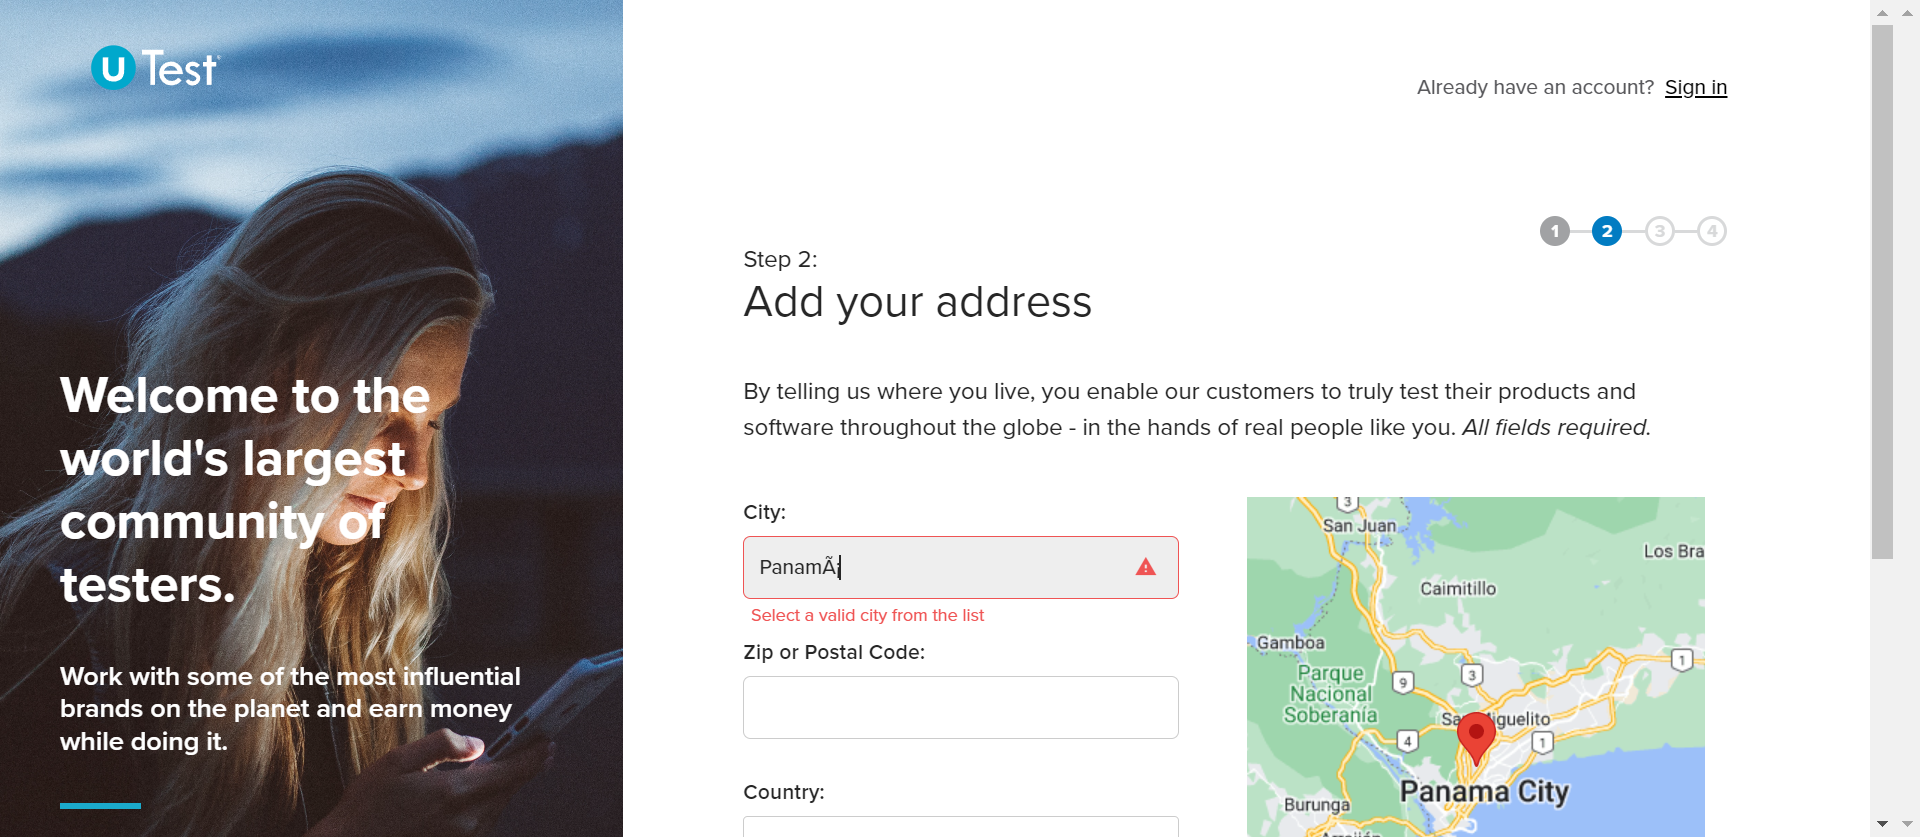 U Test
Already have an account? Sign in
1 2 3 4
Step 2:
Add your address
By telling us where you live, you enable our customers to truly test their products and
software throughout the globe - in the hands of real people like you. All fields required.
City:
PanamÃ¡
Select a valid city from the list
Zip or Postal Code:
Country:
Welcome to the
world's largest
community of
testers.
Work with some of the most influential
brands on the planet and earn money
while doing it.
3
San Juan
Los Bra
Caimitillo
Gamboa
1
Parque
Nacional
Soberanía
9
3
San Miguelito
4
1
Panama City
Burunga